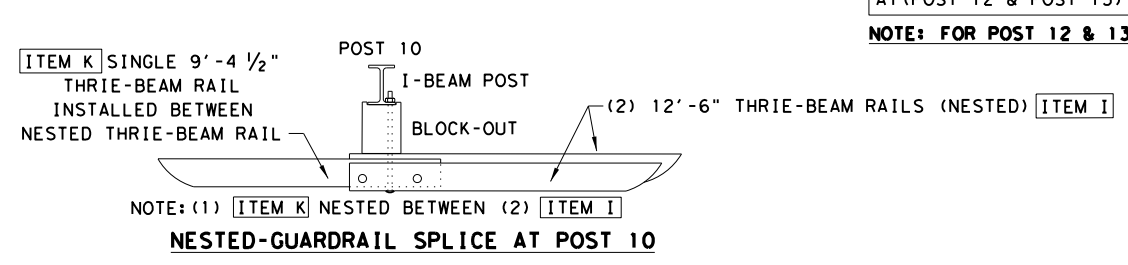 AT(POST 12 & POST 13)
NOTE: FOR POST 12 & 13
ITEM K SINGLE 9'-4 ½"
THRIE-BEAM RAIL
INSTALLED BETWEEN
NESTED THRIE-BEAM RAIL
POST 10
I-BEAM POST
BLOCK-OUT
(2) 12'-6" THRIE-BEAM RAILS (NESTED) ITEM I
NOTE: (1) ITEM K NESTED BETWEEN (2) ITEM I
NESTED-GUARDRAIL SPLICE AT POST 10